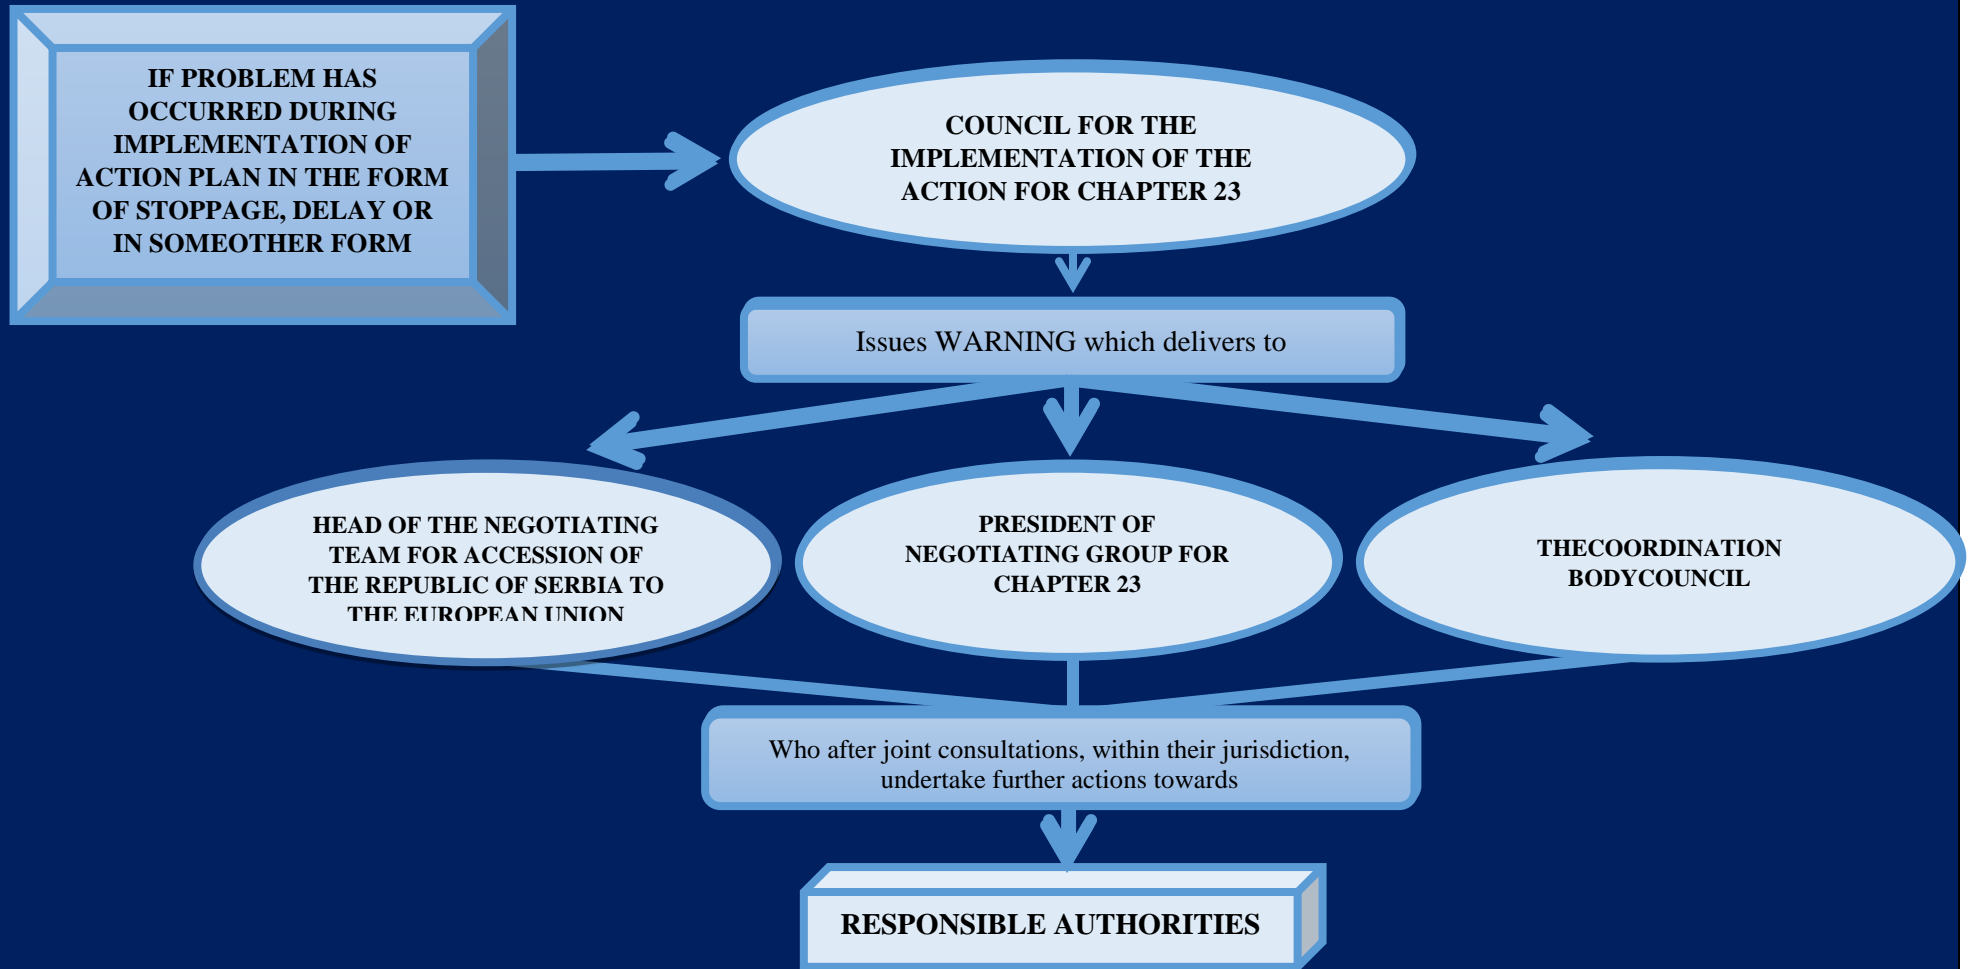 IF PROBLEM HAS
OCCURRED DURING
IMPLEMENTATION OF
ACTION PLAN IN THE FORM
OF STOPPAGE, DELAY OR
IN SOMEOTHER FORM
COUNCIL FOR THE
IMPLEMENTATION OF THE
ACTION FOR CHAPTER 23
Issues WARNING which delivers to
HEAD OF THE NEGOTIATING
TEAM FOR ACCESSION OF
THE REPUBLIC OF SERBIA TO
THE EUROPEAN UNION
PRESIDENT OF
NEGOTIATING GROUP FOR
CHAPTER 23
THECOORDINATION
BODYCOUNCIL
Who after joint consultations, within their jurisdiction,
undertake further actions towards
RESPONSIBLE AUTHORITIES